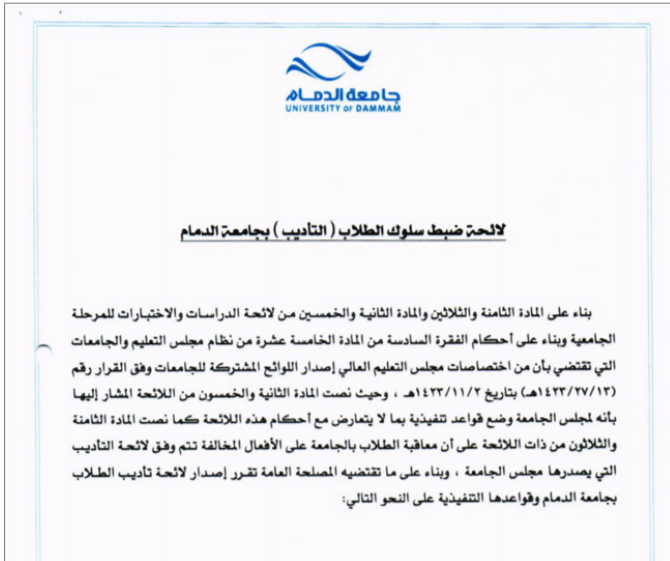 جامعة الدمام
UNIVERSITY OF DAMMAM
لائحة ضبط سلوك الطلاب ( التأديب ) بجامعة الدمام
بناء على المادة الثامنة والثلاثين والمادة الثانية والخمسين من لائحة الدراسات والاختبارات للمرحلة
الجامعية وبناء على أحكام الفقرة السادسة من المادة الخامسة عشرة من نظام مجلس التعليم والجامعات
التي تقتضي بأن من اختصاصات مجلس التعليم العالي إصدار اللوائح المشتركة للجامعات وفق القرار رقم
(١٤٢٣/٢٧/١٣هـ) بتاريخ ١٤٢٣/١١/٢هـ ، وحيث نصت المادة الثانية والخمسون من اللائحة المشار إليها
بأنه لمجلس الجامعة وضع قواعد تنفيذية بما لا يتعارض مع أحكام هذه اللائحة كما نصت المادة الثامنة
والثلاثون من ذات اللائحة على أن معاقبة الطلاب بالجامعة على الأفعال المخالفة تتم وفق لائحة التأديب
التي يصدرها مجلس الجامعة ، وبناء على ما تقتضيه المصلحة العامة تقرر إصدار لائحة تأديب الطلاب
بجامعة الدمام وقواعدها التنفيذية على النحو التالي: